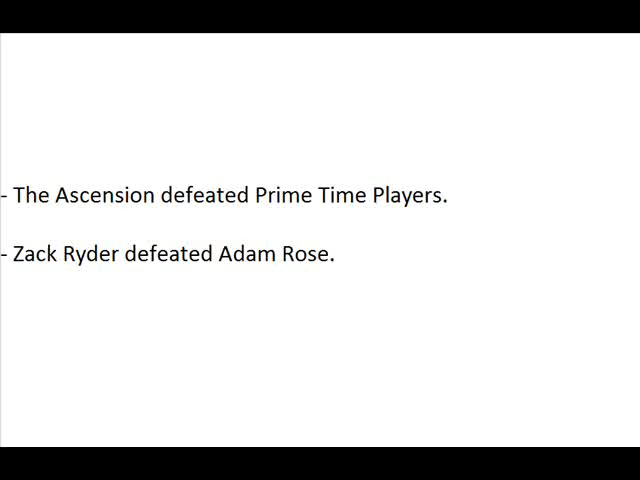 - The Ascension defeated Prime Time Players.
- Zack Ryder defeated Adam Rose.